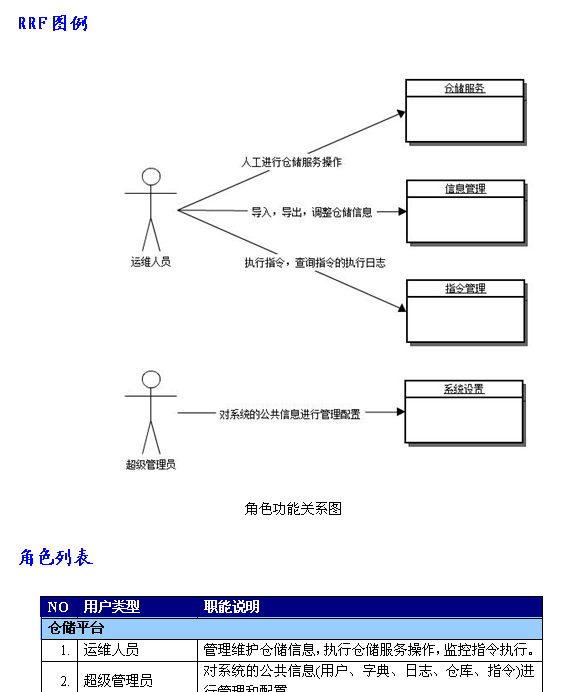 RRF图例
仓储服务
人工进行仓储服务操作
信息管理
导入，导出，调整仓储信息
运维人员
执行指令，查询指令的执行日志
指令管理
系统设置
对系统的公共信息进行管理配置
超级管理员
角色功能关系图
角色列表
NO 用户类型 职能说明
仓储平台
1. 运维人员 管理维护仓储信息，执行仓储服务操作，监控指令执行。
2. 超级管理员 对系统的公共信息(用户、字典、日志、仓库、指令)进
行管理和配置